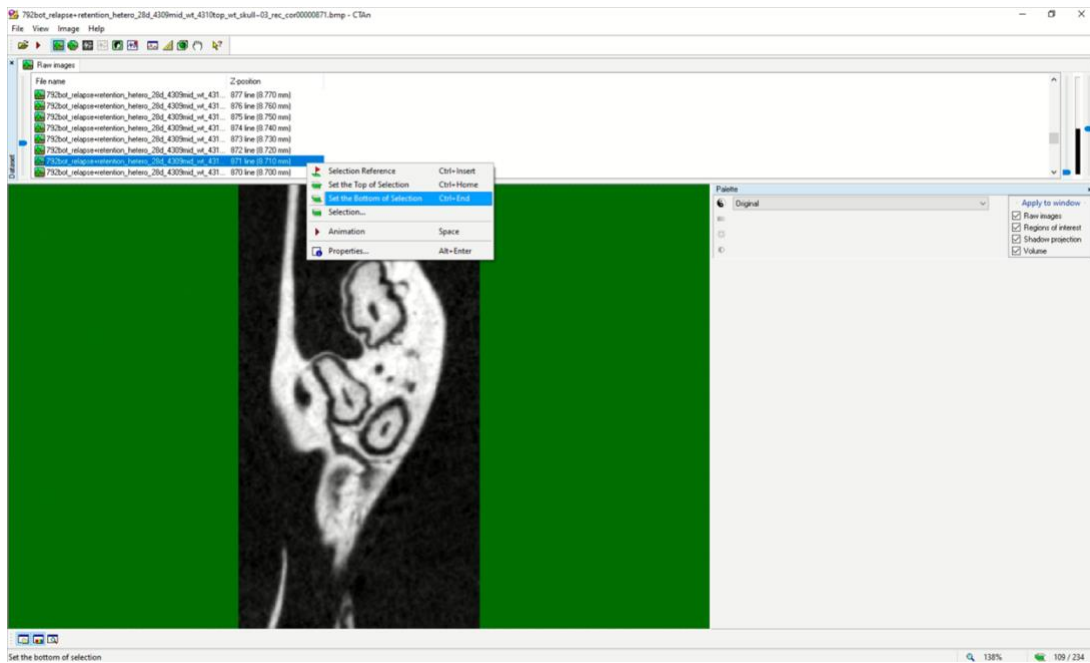 792bot_relapse+retention_hetero_28d_4309mid_wt_4310top_wt_skull~03_rec_cor00000871.bmp - CTAn
File View Image Help
Raw images
File name Z-position
792bot_relapse+retention_hetero_28d_4309mid_wt_431... 877 line (8.770 mm)
792bot_relapse+retention_hetero_28d_4309mid_wt_431... 876 line (8.760 mm)
792bot_relapse+retention_hetero_28d_4309mid_wt_431... 875 line (8.750 mm)
792bot_relapse+retention_hetero_28d_4309mid_wt_431... 874 line (8.740 mm)
792bot_relapse+retention_hetero_28d_4309mid_wt_431... 873 line (8.730 mm)
792bot_relapse+retention_hetero_28d_4309mid_wt_431... 872 line (8.720 mm)
792bot_relapse+retention_hetero_28d_4309mid_wt_431... 871 line (8.710 mm)
792bot_relapse+retention_hetero_28d_4309mid_wt_431... 870 line (8.700 mm)
Dataset
Selection Reference Ctrl+Insert
Set the Top of Selection Ctrl+Home
Set the Bottom of Selection Ctrl+End
Selection...
Animation Space
Properties... Alt+Enter
Palette
Original
Apply to window
Raw images
Regions of interest
Shadow projection
Volume
Set the bottom of selection 138% 109 / 234